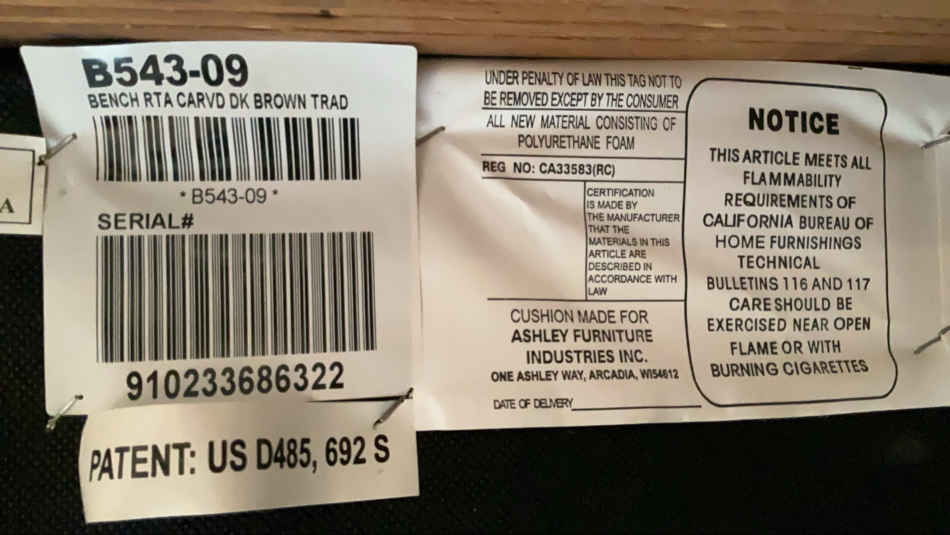 B543-09
BENCH RTA CARVD DK BROWN TRAD
* B543-09 *
SERIAL#
910233686322
PATENT: US D485, 692 S
A
UNDER PENALTY OF LAW THIS TAG NOT TO
BE REMOVED EXCEPT BY THE CONSUMER
ALL NEW MATERIAL CONSISTING OF
POLYURETHANE FOAM
REG NO: CA33583(RC)
CERTIFICATION
IS MADE BY
THE MANUFACTURER
THAT THE
MATERIALS IN THIS
ARTICLE ARE
DESCRIBED IN
ACCORDANCE WITH
LAW
CUSHION MADE FOR
ASHLEY FURNITURE
INDUSTRIES INC.
ONE ASHLEY WAY, ARCADIA, WI54612
DATE OF DELIVERY
NOTICE
THIS ARTICLE MEETS ALL
FLAMMABILITY
REQUIREMENTS OF
CALIFORNIA BUREAU OF
HOME FURNISHINGS
TECHNICAL
BULLETINS 116 AND 117
CARE SHOULD BE
EXERCISED NEAR OPEN
FLAME OR WITH
BURNING CIGARETTES